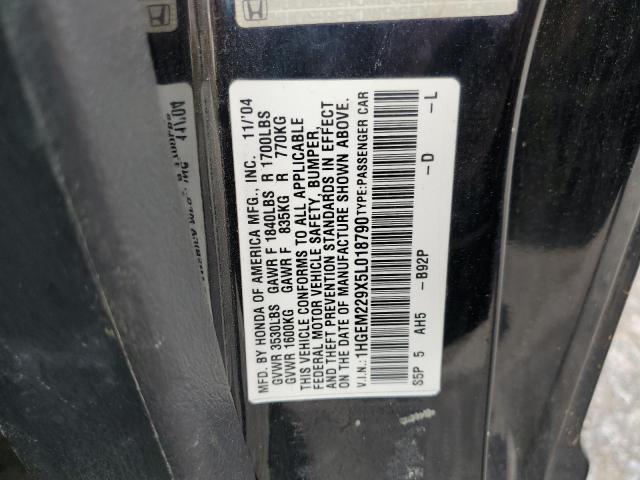 MFD. BY HONDA OF AMERICA MFG., INC. 11/'04
GVWR 3530LBS GAWR F 1840LBS R 1700LBS
GVWR 1600KG GAWR F 835KG R 770KG
THIS VEHICLE CONFORMS TO ALL APPLICABLE
FEDERAL MOTOR VEHICLE SAFETY, BUMPER,
AND THEFT PREVENTION STANDARDS IN EFFECT
ON THE DATE OF MANUFACTURE SHOWN ABOVE.
V.I.N.: 1HGEM229X5L018790 TYPE: PASSENGER CAR
S5P 5 AH5 -B92P -D -L